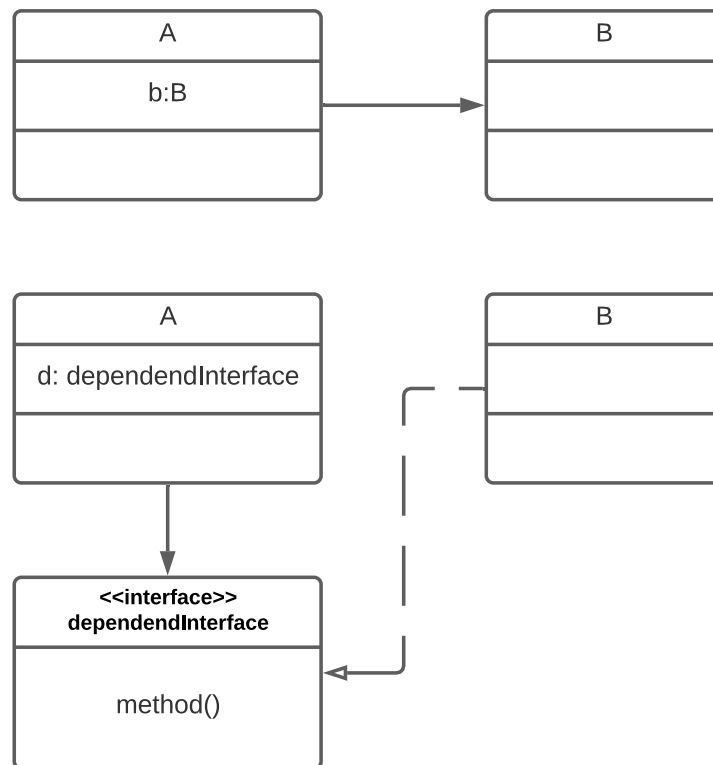 A
B
b:B
A
B
d: dependendInterface
<<interface>>
dependendInterface
method()